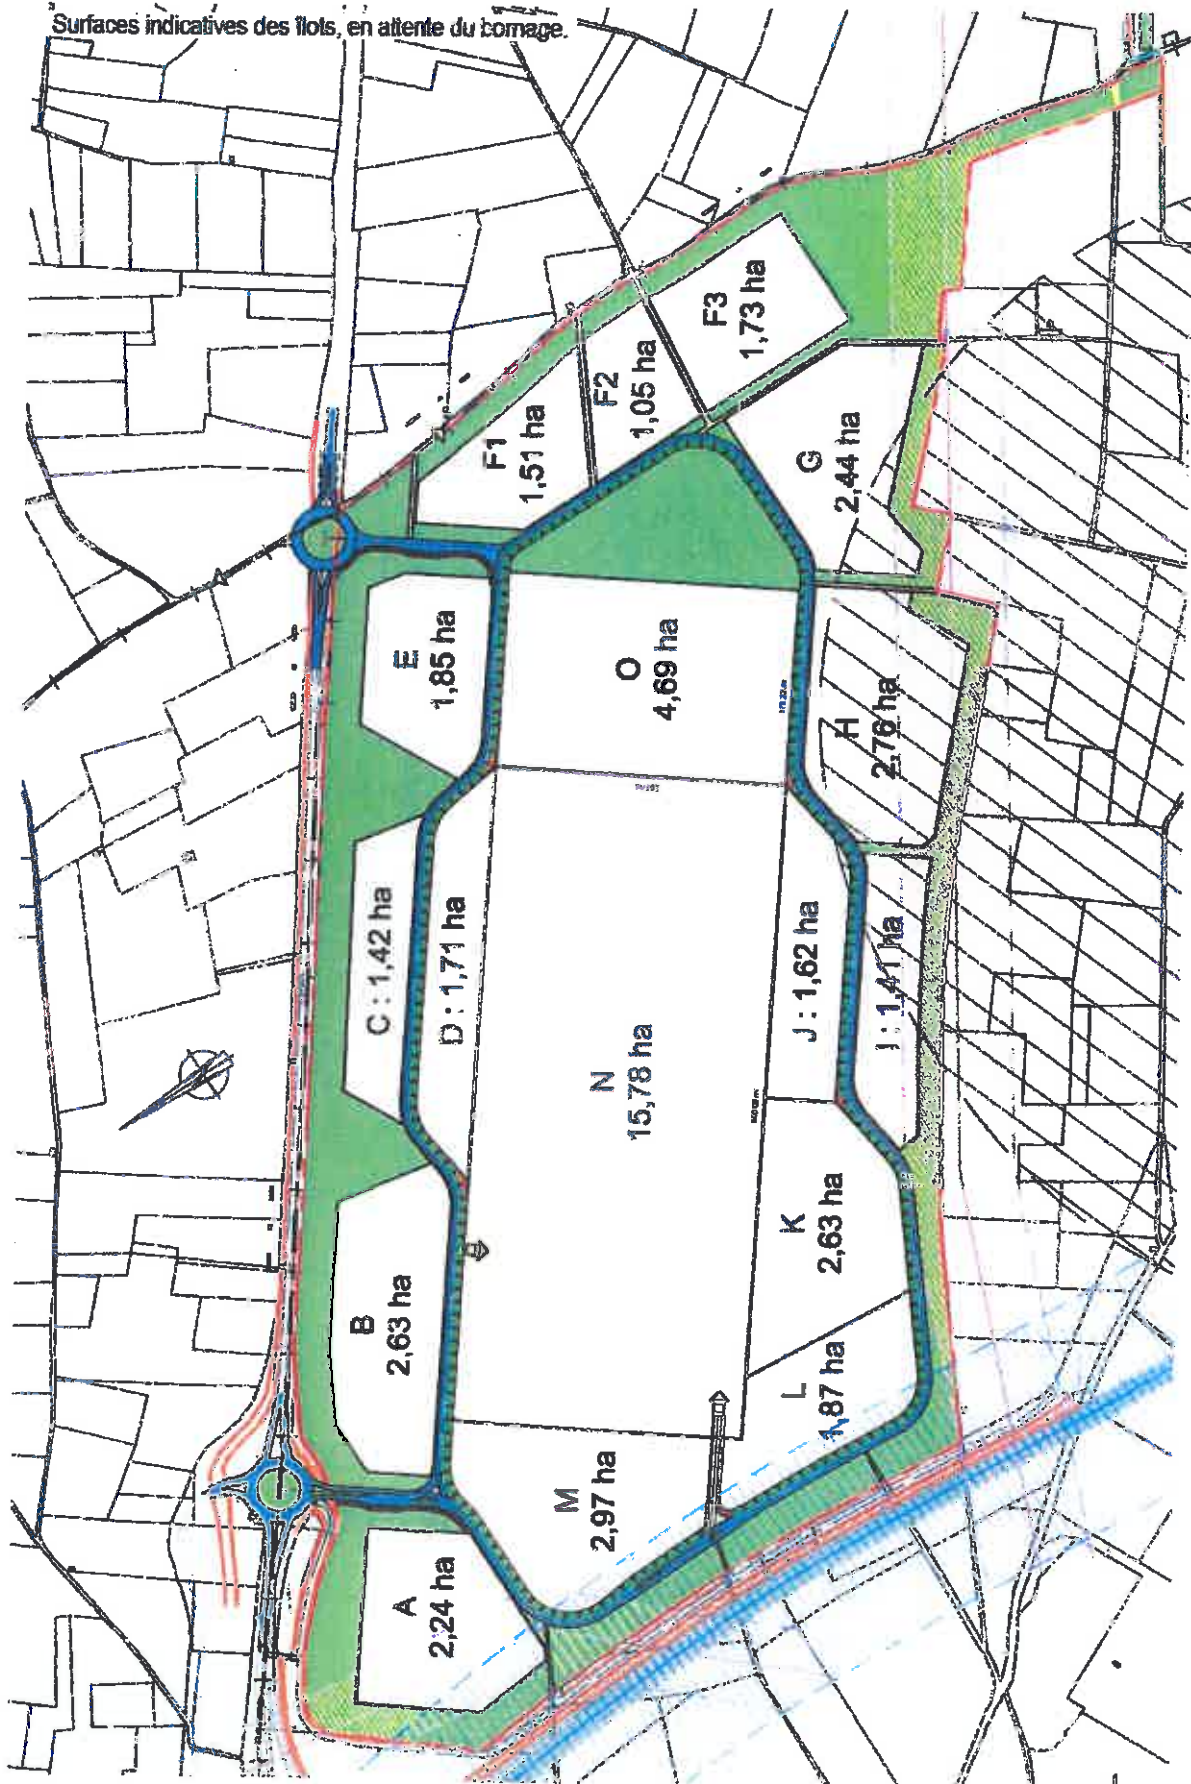 Surfaces indicatives des îlots, en attente du bornage.
F3
1,73 ha
F2
1,05 ha
F1
1,51 ha
G
2,44 ha
E
1,85 ha
O
4,69 ha
H
2,76 ha
C : 1,42 ha
D : 1,71 ha
J : 1,62 ha
I : 1,41 ha
N
15,78 ha
K
2,63 ha
B
2,63 ha
L
1,87 ha
M
2,97 ha
A
2,24 ha